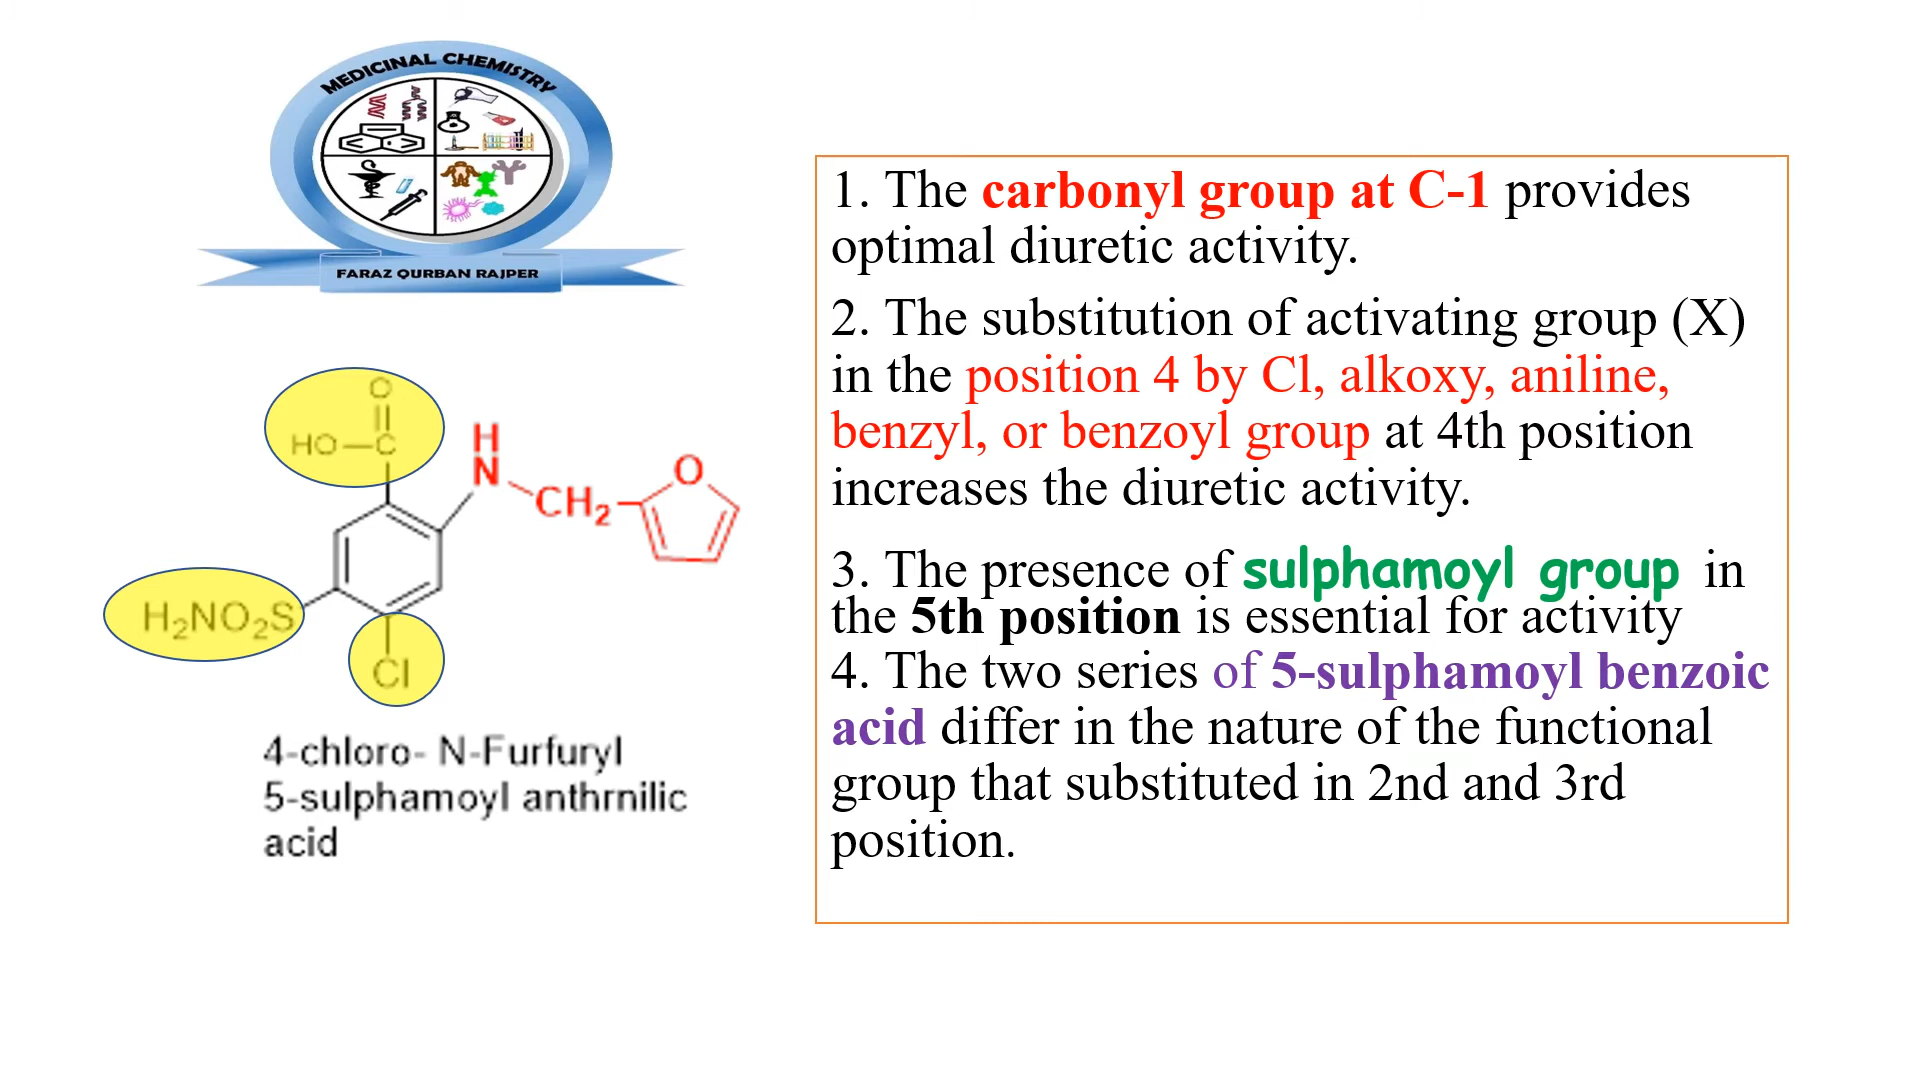 MEDICINAL CHEMISTRY
FARAZ QURBAN RAJPER
O
HO
C
H
N
CH2
O
H2NO2S
Cl
4-chloro- N-Furfuryl
5-sulphamoyl anthrnilic
acid
1. The carbonyl group at C-1 provides
optimal diuretic activity.
2. The substitution of activating group (X)
in the position 4 by Cl, alkoxy, aniline,
benzyl, or benzoyl group at 4th position
increases the diuretic activity.
3. The presence of sulphamoyl group in
the 5th position is essential for activity
4. The two series of 5-sulphamoyl benzoic
acid differ in the nature of the functional
group that substituted in 2nd and 3rd
position.